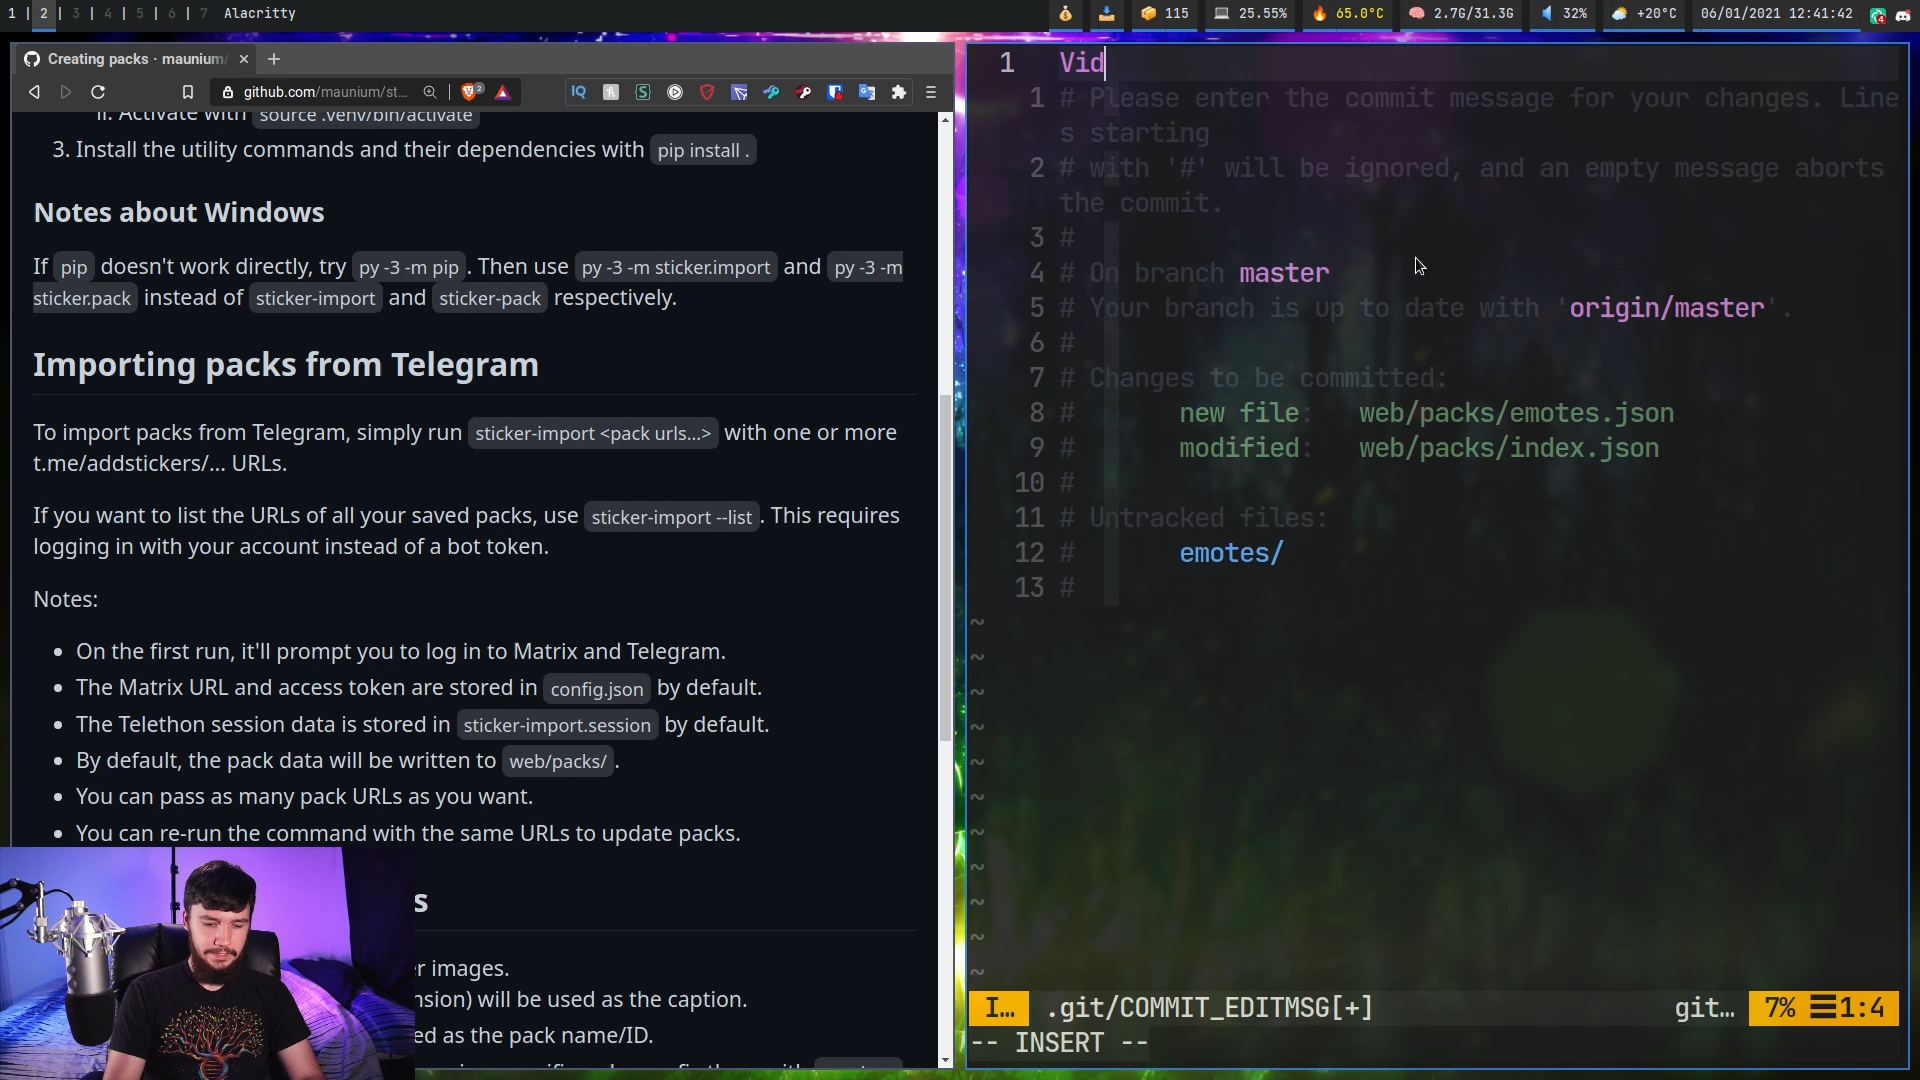 1 | 2 | 3 | 4 | 5 | 6 | 7 Alacritty
115 25.55% 65.0°C 2.7G/31.3G 32% +20°C 06/01/2021 12:41:42
Creating packs · maunium/
github.com/maunium/st...
ii. Activate with source .venv/bin/activate
3. Install the utility commands and their dependencies with pip install .
Notes about Windows
If pip doesn't work directly, try py -3 -m pip . Then use py -3 -m sticker.import and py -3 -m
sticker.pack instead of sticker-import and sticker-pack respectively.
Importing packs from Telegram
To import packs from Telegram, simply run sticker-import <pack urls...> with one or more
t.me/addstickers/... URLs.
If you want to list the URLs of all your saved packs, use sticker-import --list . This requires
logging in with your account instead of a bot token.
Notes:
On the first run, it'll prompt you to log in to Matrix and Telegram.
The Matrix URL and access token are stored in config.json by default.
The Telethon session data is stored in sticker-import.session by default.
By default, the pack data will be written to web/packs/ .
You can pass as many pack URLs as you want.
You can re-run the command with the same URLs to update packs.
s
r images.
nsion) will be used as the caption.
ed as the pack name/ID.
1 Vid
1 # Please enter the commit message for your changes. Line
s starting
2 # with '#' will be ignored, and an empty message aborts
the commit.
3 #
4 # On branch master
5 # Your branch is up to date with 'origin/master'.
6 #
7 # Changes to be committed:
8 # new file: web/packs/emotes.json
9 # modified: web/packs/index.json
10 #
11 # Untracked files:
12 # emotes/
13 #
~
~
~
~
~
~
~
~
~
~
~
I... .git/COMMIT_EDITMSG[+] git... 7% ☰1:4
-- INSERT --